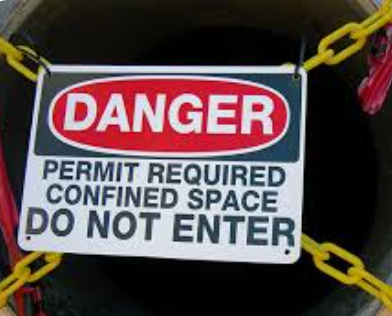 DANGER
PERMIT REQUIRED
CONFINED SPACE
DO NOT ENTER